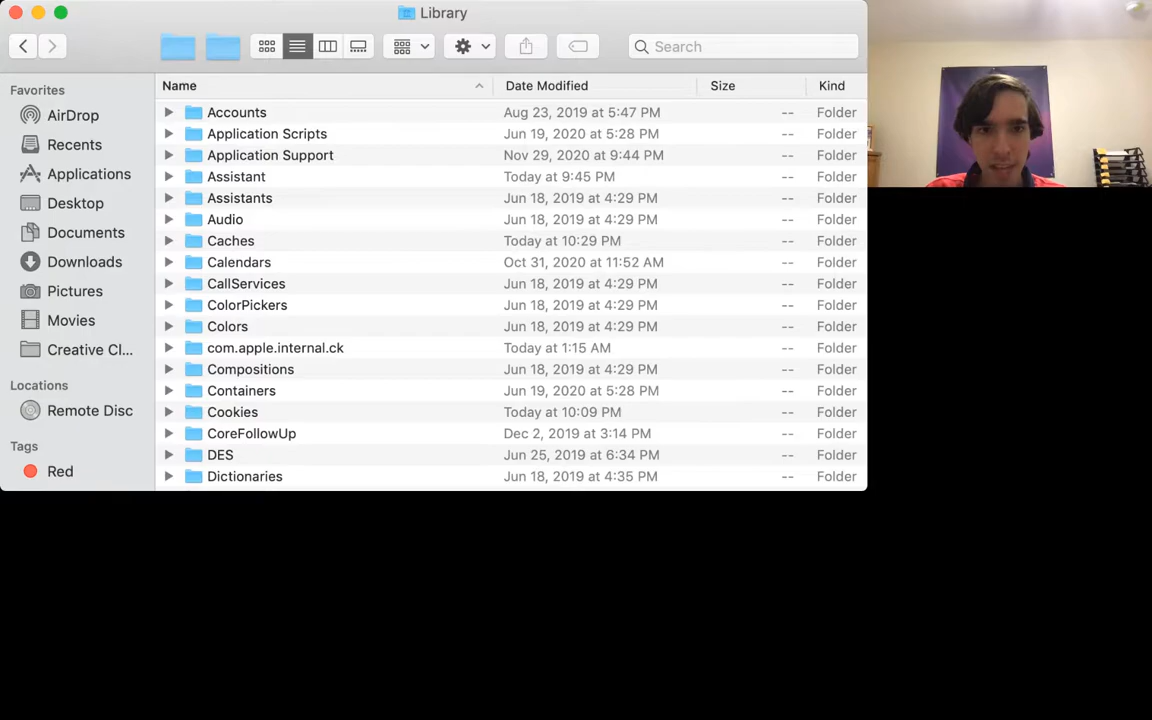 Library
Search
Favorites
AirDrop
Recents
Applications
Desktop
Documents
Downloads
Pictures
Movies
Creative Cl...
Locations
Remote Disc
Tags
Red
Name Date Modified Size Kind
Accounts Aug 23, 2019 at 5:47 PM -- Folder
Application Scripts Jun 19, 2020 at 5:28 PM -- Folder
Application Support Nov 29, 2020 at 9:44 PM -- Folder
Assistant Today at 9:45 PM -- Folder
Assistants Jun 18, 2019 at 4:29 PM -- Folder
Audio Jun 18, 2019 at 4:29 PM -- Folder
Caches Today at 10:29 PM -- Folder
Calendars Oct 31, 2020 at 11:52 AM -- Folder
CallServices Jun 18, 2019 at 4:29 PM -- Folder
ColorPickers Jun 18, 2019 at 4:29 PM -- Folder
Colors Jun 18, 2019 at 4:29 PM -- Folder
com.apple.internal.ck Today at 1:15 AM -- Folder
Compositions Jun 18, 2019 at 4:29 PM -- Folder
Containers Jun 19, 2020 at 5:28 PM -- Folder
Cookies Today at 10:09 PM -- Folder
CoreFollowUp Dec 2, 2019 at 3:14 PM -- Folder
DES Jun 25, 2019 at 6:34 PM -- Folder
Dictionaries Jun 18, 2019 at 4:35 PM -- Folder